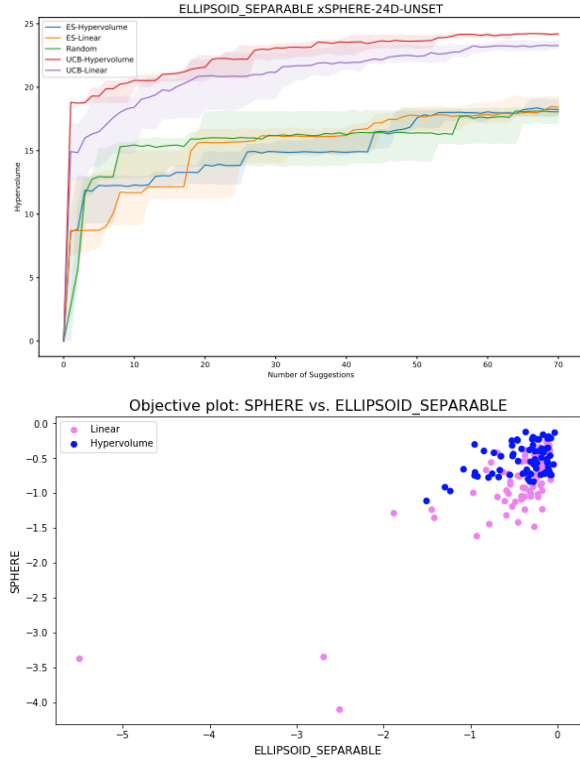 ELLIPSOID_SEPARABLE xSPHERE-24D-UNSET
ES-Hypervolume
ES-Linear
Random
UCB-Hypervolume
UCB-Linear
Hypervolume
25
20
15
10
5
0
0 10 20 30 40 50 60 70
Number of Suggestions
Objective plot: SPHERE vs. ELLIPSOID_SEPARABLE
Linear
Hypervolume
SPHERE
0.0
−0.5
−1.0
−1.5
−2.0
−2.5
−3.0
−3.5
−4.0
−5 −4 −3 −2 −1 0
ELLIPSOID_SEPARABLE